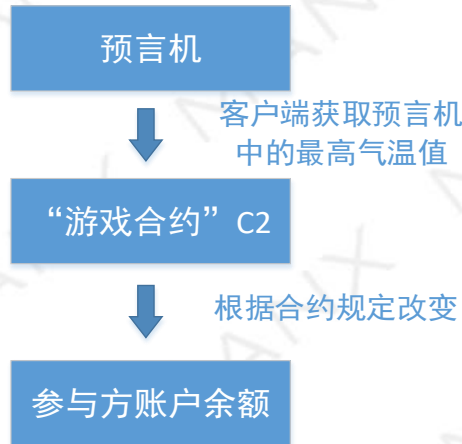 预言机
客户端获取预言机
中的最高气温值
“游戏合约”C2
根据合约规定改变
参与方账户余额